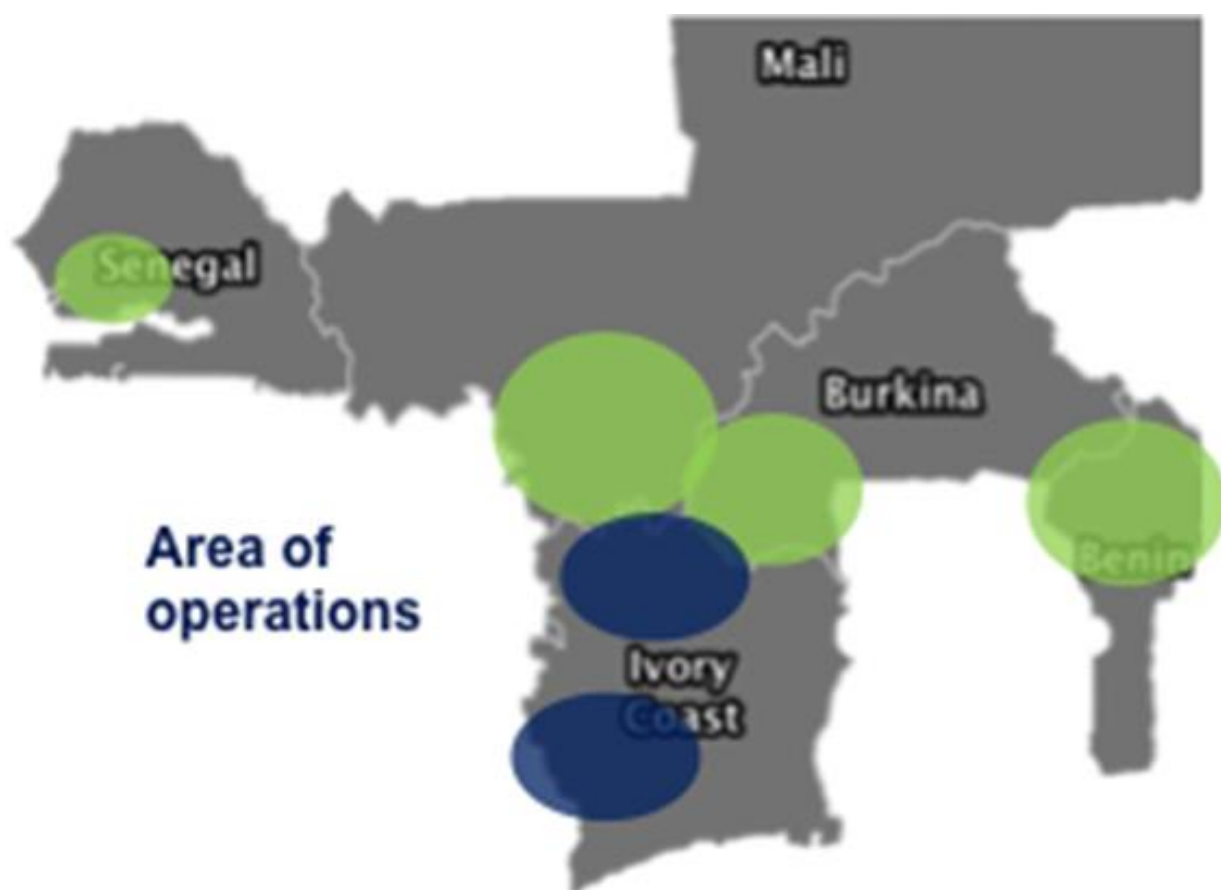 Mali
Senegal
Burkina
Area of
operations
Benin
Ivory
Coast